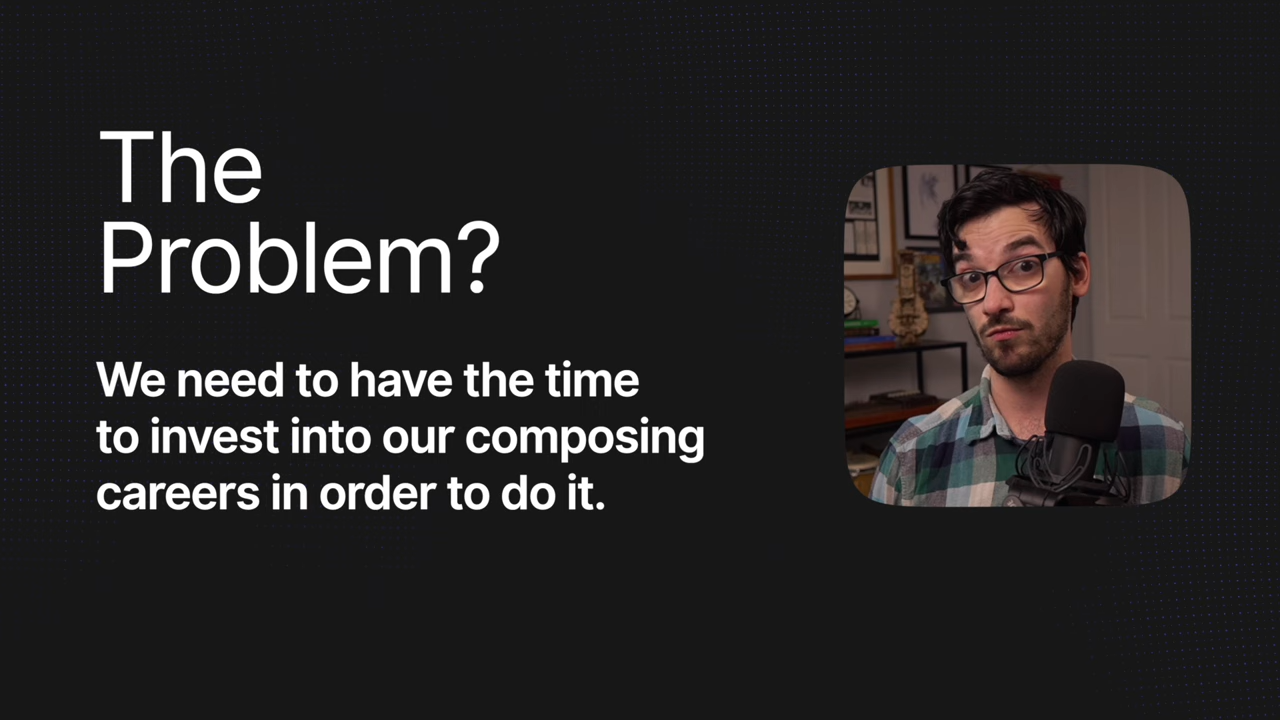 The
Problem?
We need to have the time
to invest into our composing
careers in order to do it.